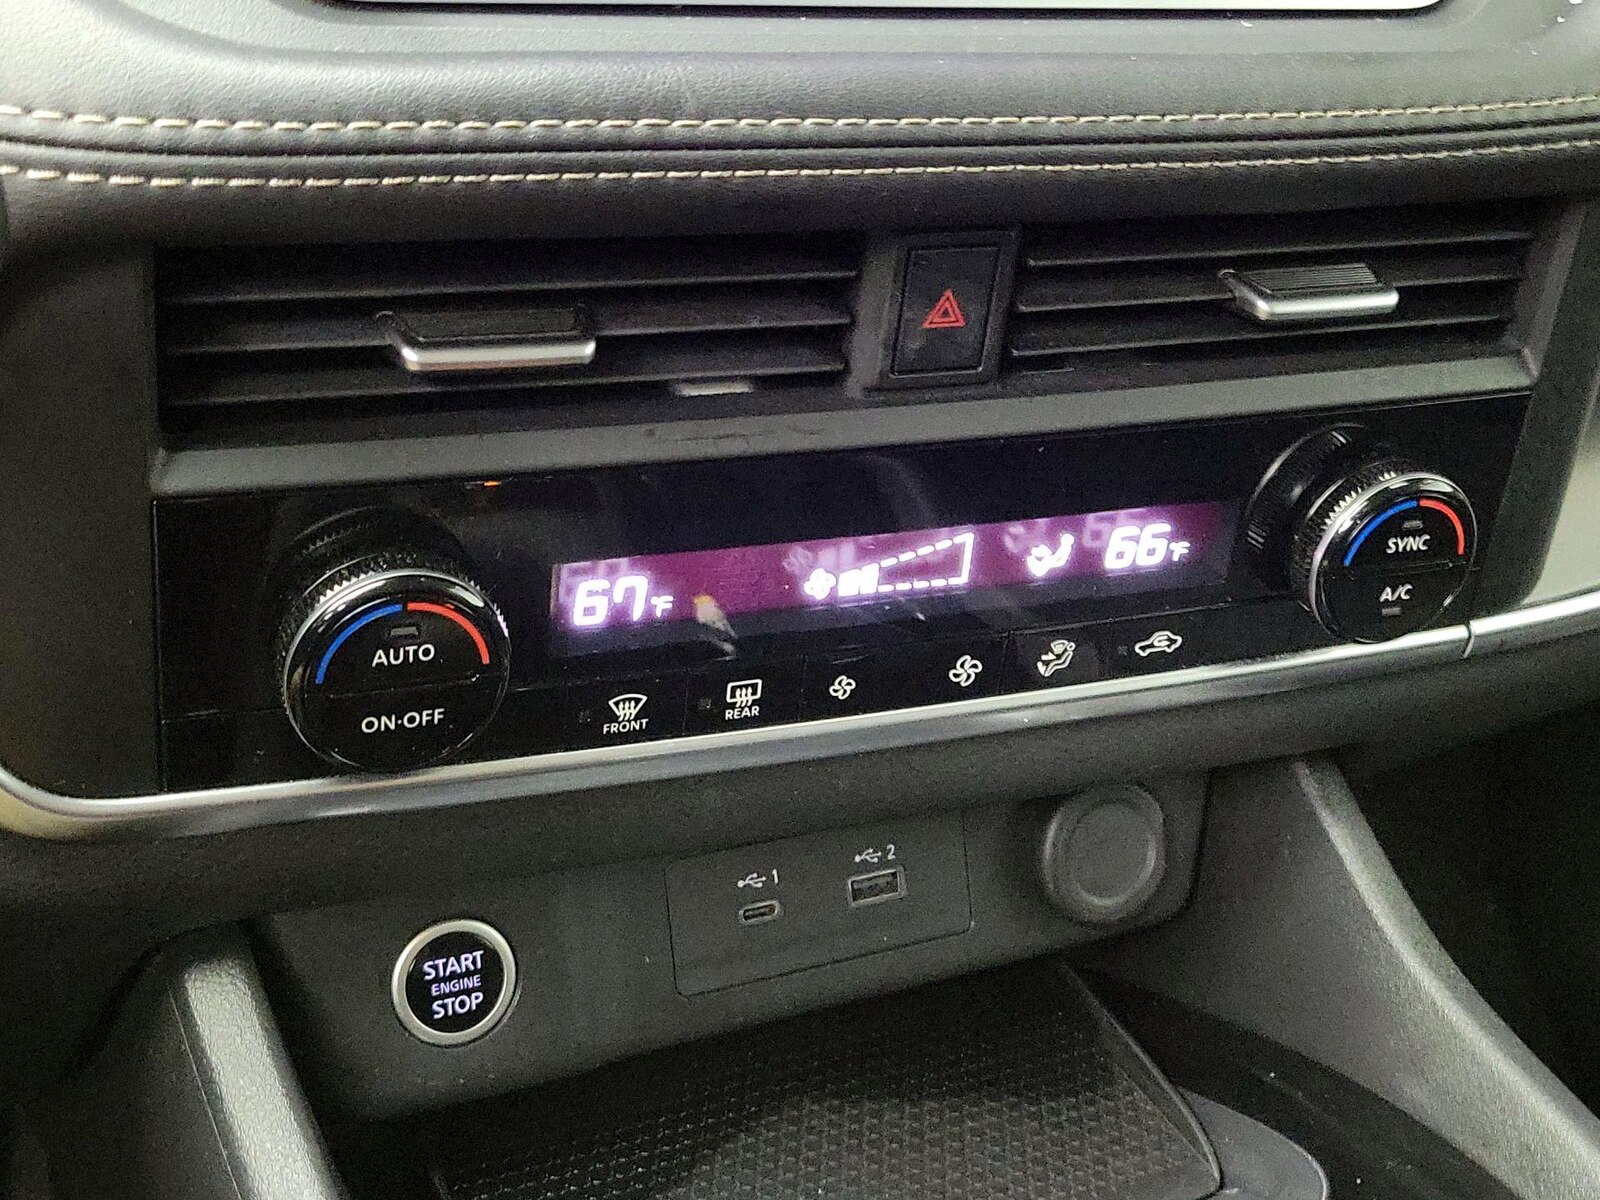 67°F
66°F
AUTO
ON·OFF
SYNC
A/C
FRONT
REAR
1
2
START
ENGINE
STOP